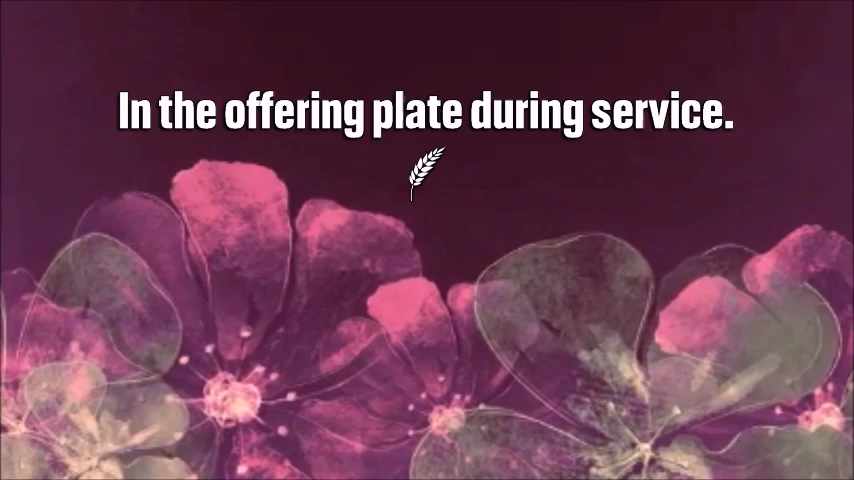 In the offering plate during service.